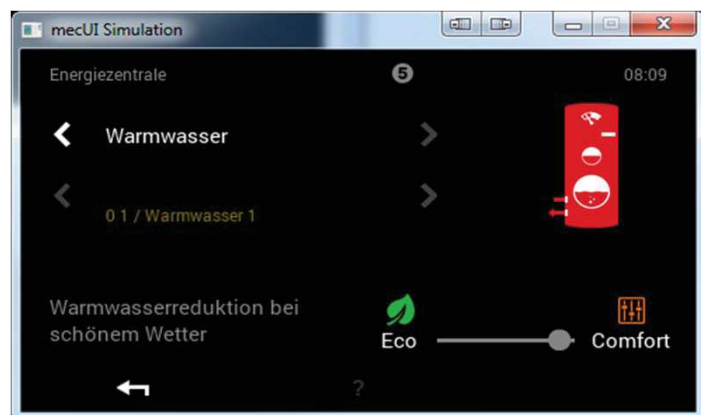 mecUI Simulation
Energiezentrale
5
08:09
Warmwasser
0 1 / Warmwasser 1
Warmwasserreduktion bei
schönem Wetter
Eco
Comfort
?